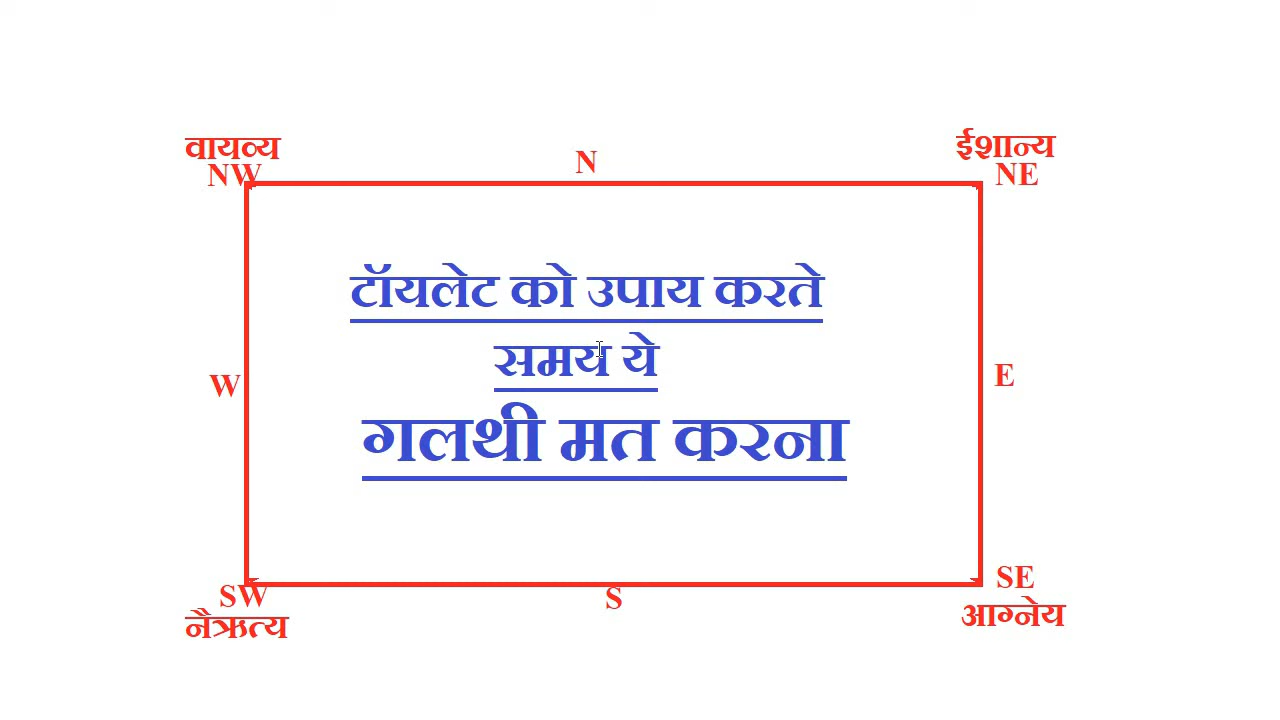 वायव्य
NW
N
ईशान्य
NE
टॉयलेट को उपाय करते
समय ये
गलथी मत करना
W
E
SW
नैऋत्य
S
SE
आग्नेय